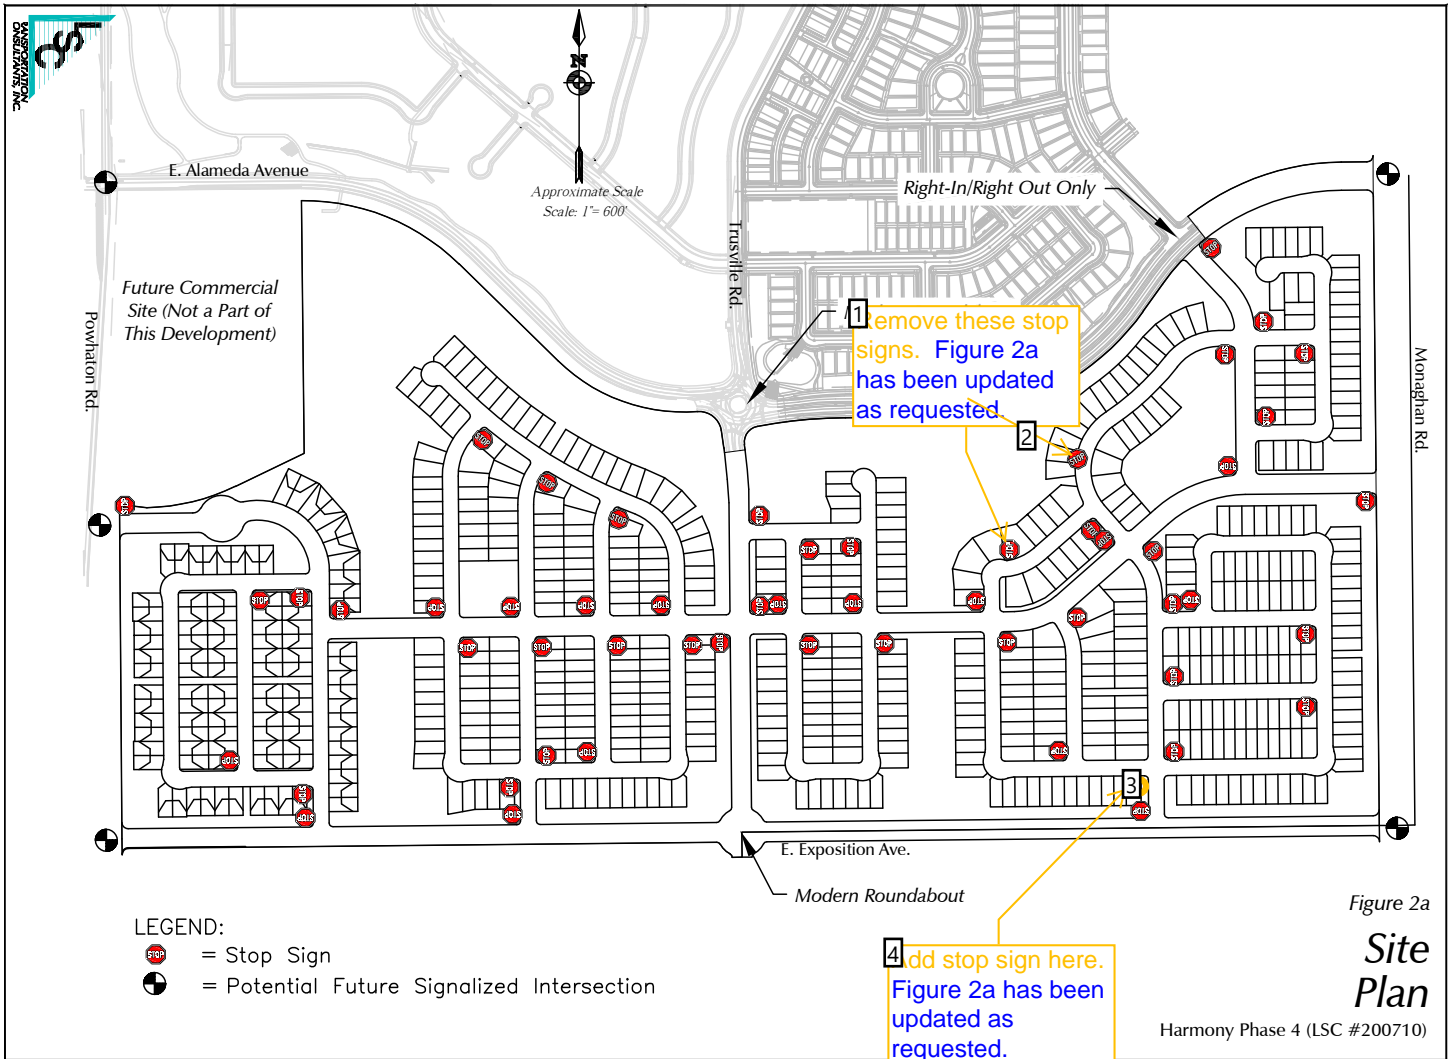 LSC
TRANSPORTATION
CONSULTANTS, INC.
N
Approximate Scale
Scale: 1"= 600'
E. Alameda Avenue
Right-In/Right Out Only
Trusville Rd.
Future Commercial
Site (Not a Part of
This Development)
Powhaton Rd.
Monaghan Rd.
1
Remove these stop
signs. Figure 2a
has been updated
as requested.
2
3
E. Exposition Ave.
Modern Roundabout
4
Add stop sign here.
Figure 2a has been
updated as
requested.
LEGEND:
STOP = Stop Sign
= Potential Future Signalized Intersection
Figure 2a
Site
Plan
Harmony Phase 4 (LSC #200710)